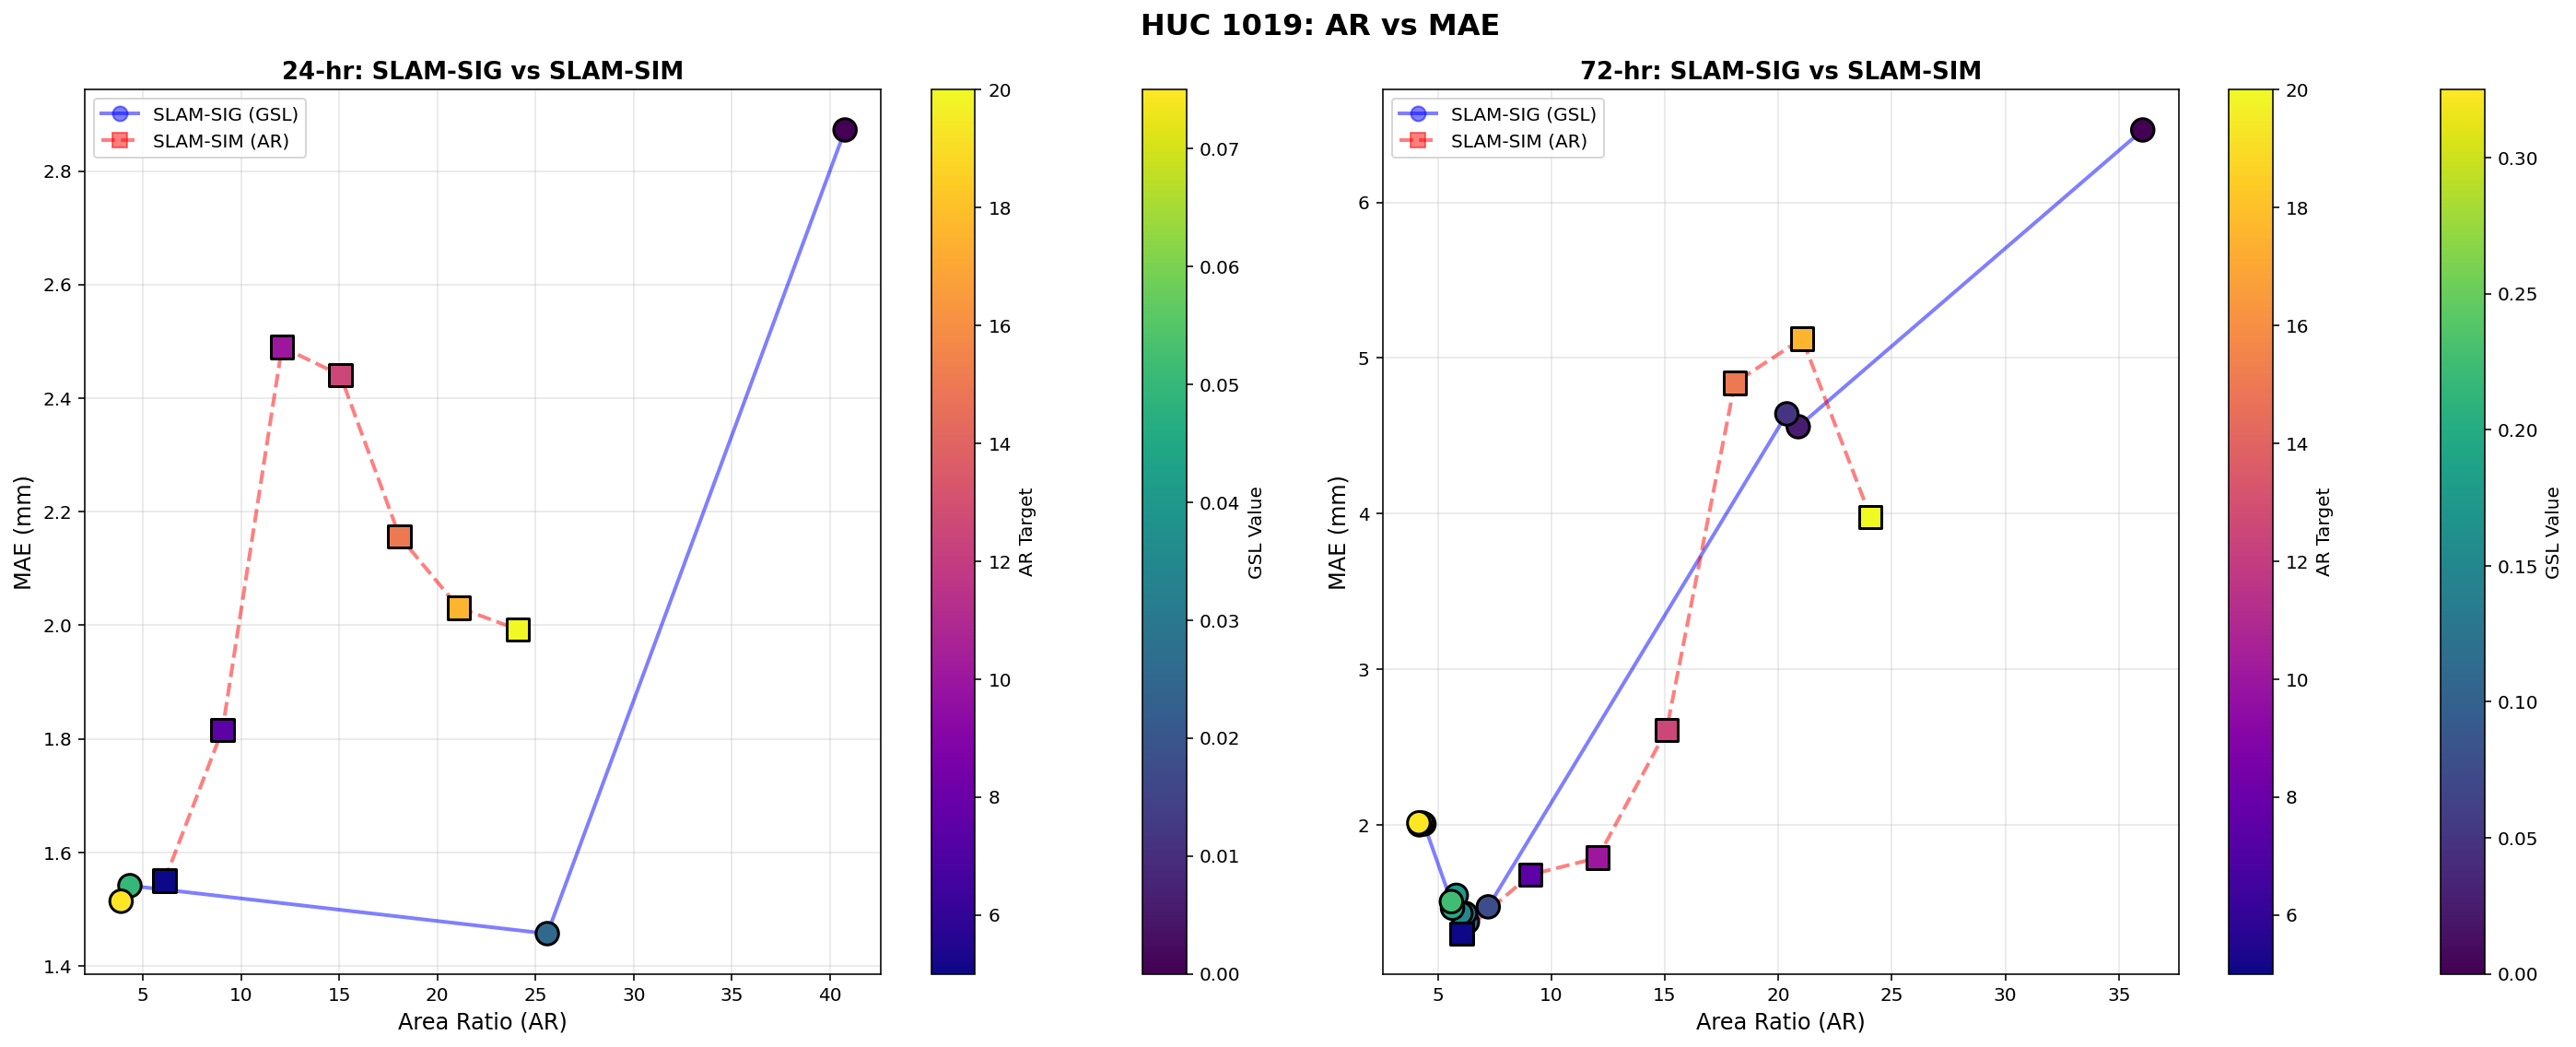 HUC 1019: AR vs MAE
24-hr: SLAM-SIG vs SLAM-SIM
SLAM-SIG (GSL)
SLAM-SIM (AR)
2.8
2.6
2.4
2.2
2.0
1.8
1.6
1.4
MAE (mm)
5 10 15 20 25 30 35 40
Area Ratio (AR)
20
18
16
14
12
10
8
6
AR Target
0.07
0.06
0.05
0.04
0.03
0.02
0.01
0.00
GSL Value
72-hr: SLAM-SIG vs SLAM-SIM
SLAM-SIG (GSL)
SLAM-SIM (AR)
6
5
4
3
2
MAE (mm)
5 10 15 20 25 30 35
Area Ratio (AR)
20
18
16
14
12
10
8
6
AR Target
0.30
0.25
0.20
0.15
0.10
0.05
0.00
GSL Value